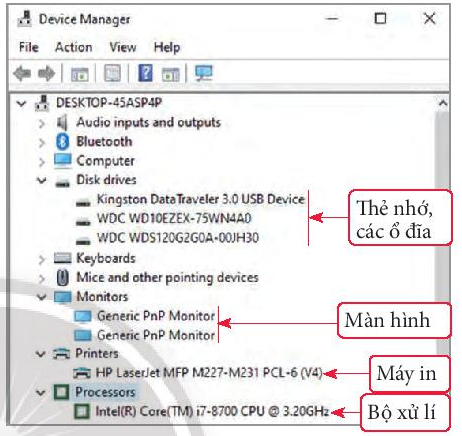 Device Manager
File Action View Help
DESKTOP-45ASP4P
Audio inputs and outputs
Bluetooth
Computer
Disk drives
Kingston DataTraveler 3.0 USB Device
WDC WD10EZEX-75WN4A0
WDC WDS120G2G0A-00JH30
Thẻ nhớ,
các ổ đĩa
Keyboards
Mice and other pointing devices
Monitors
Generic PnP Monitor
Generic PnP Monitor
Màn hình
Printers
HP LaserJet MFP M227-M231 PCL-6 (V4)
Máy in
Processors
Intel(R) Core(TM) i7-8700 CPU @ 3.20GHz
Bộ xử lí